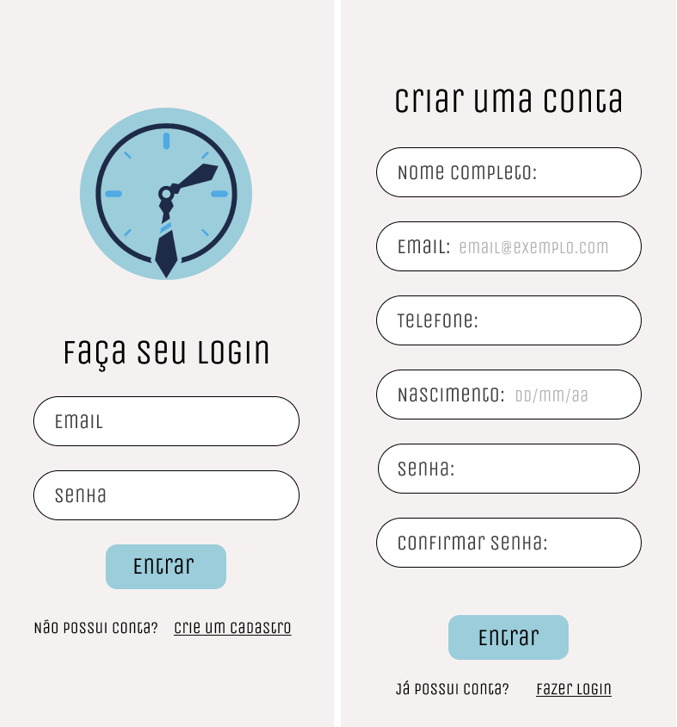 Faça seu login
Email
Senha
Entrar
Não possui conta? Crie um cadastro
Criar uma conta
Nome completo:
Email: email@exemplo.com
Telefone:
Nascimento: DD/mm/aa
Senha:
Confirmar senha:
Entrar
Já possui conta? Fazer login